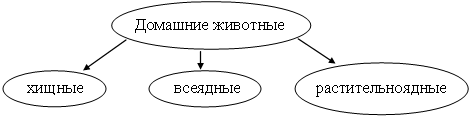 Домашние животные
хищные
всеядные
растительноядные